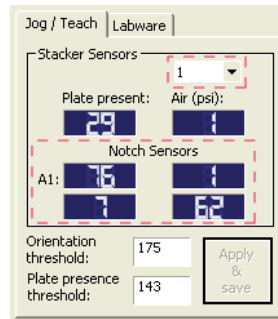 Jog / Teach Labware
Stacker Sensors
1
Plate present: Air (psi):
29 1
Notch Sensors
A1: 76 1
7 62
Orientation threshold: 175
Plate presence threshold: 143
Apply & save